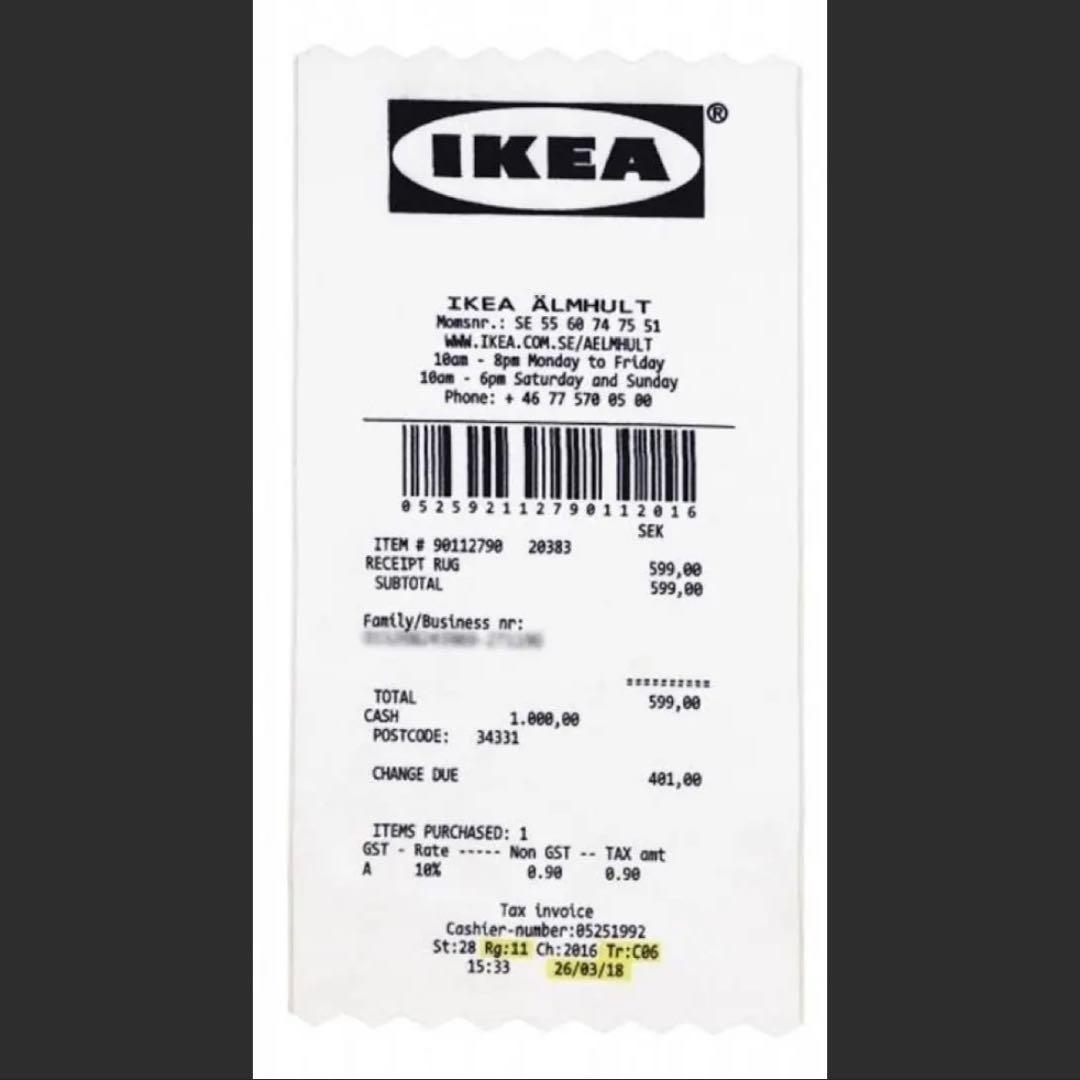 IKEA®
IKEA ÄLMHULT
Momsnr.: SE 55 60 74 75 51
WWW.IKEA.COM.SE/AELMHULT
10am - 8pm Monday to Friday
10am - 6pm Saturday and Sunday
Phone: + 46 77 570 05 00
05259211279011 2016
SEK
ITEM # 90112790 20383
RECEIPT RUG 599,00
SUBTOTAL 599,00
Family/Business nr:
==========
TOTAL 599,00
CASH 1.000,00
POSTCODE: 34331
CHANGE DUE 401,00
ITEMS PURCHASED: 1
GST - Rate ----- Non GST -- TAX amt
A 10% 0.90 0.90
Tax invoice
Cashier-number:05251992
St:28 Rg:11 Ch:2016 Tr:C06
15:33 26/03/18